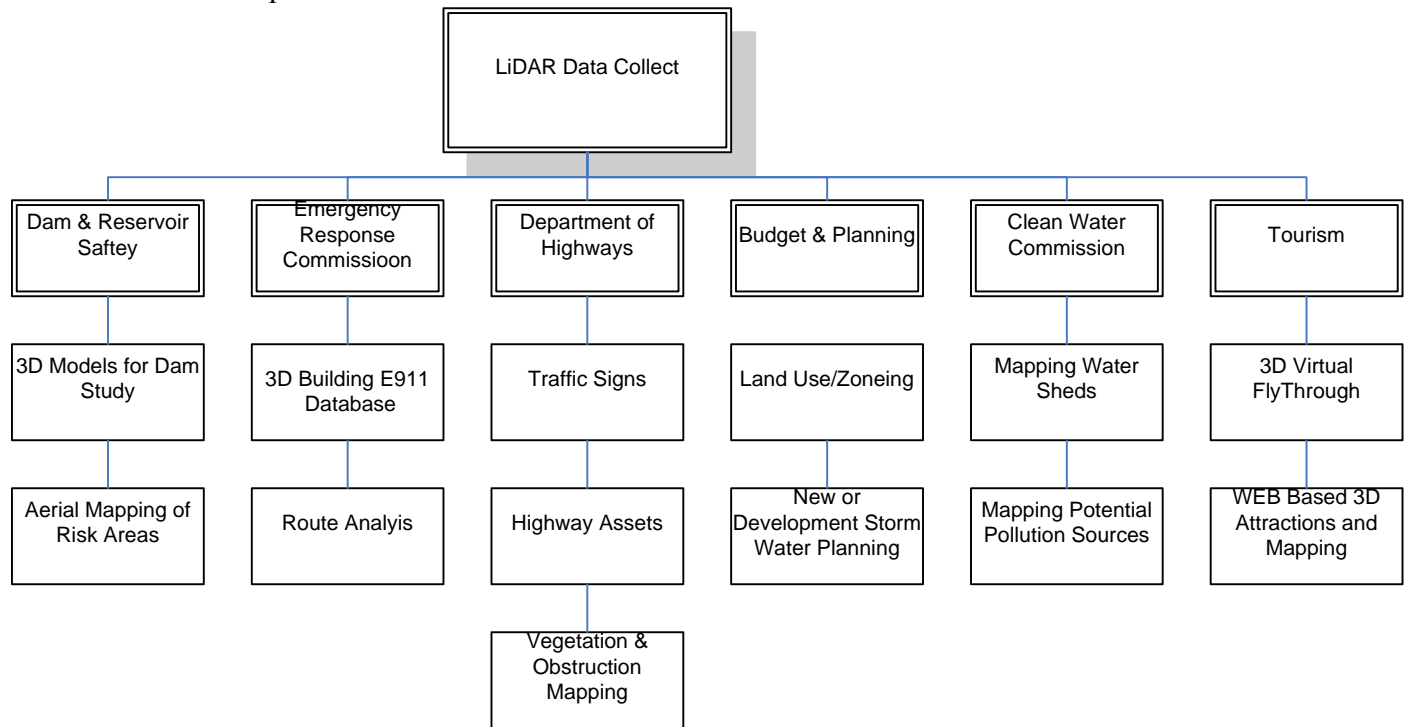 LiDAR Data Collect
Dam & Reservoir
Saftey
Emergency
Response
Commissioon
Department of
Highways
Budget & Planning
Clean Water
Commission
Tourism
3D Models for Dam
Study
3D Building E911
Database
Traffic Signs
Land Use/Zoneing
Mapping Water
Sheds
3D Virtual
FlyThrough
Aerial Mapping of
Risk Areas
Route Analyis
Highway Assets
New or
Development Storm
Water Planning
Mapping Potential
Pollution Sources
WEB Based 3D
Attractions and
Mapping
Vegetation &
Obstruction
Mapping